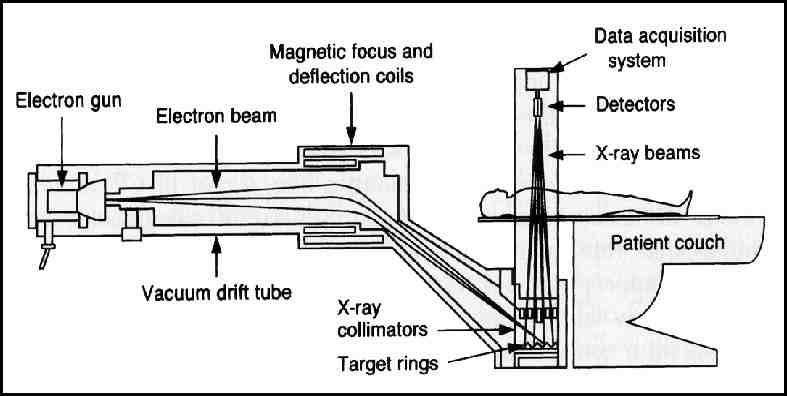 Data acquisition
system
Magnetic focus and
deflection coils
Electron gun
Electron beam
Detectors
X-ray beams
Patient couch
Vacuum drift tube
X-ray
collimators
Target rings